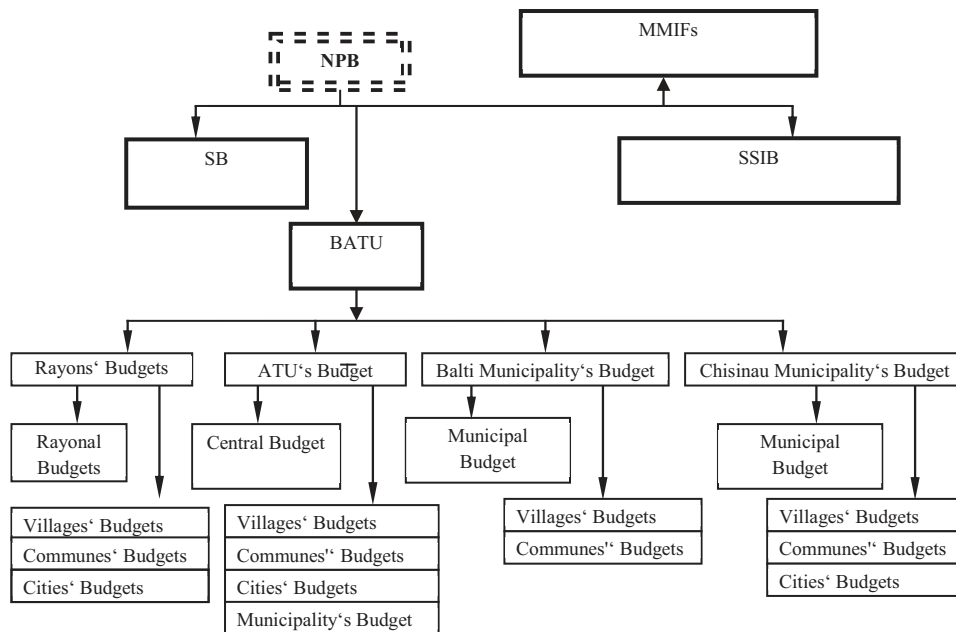 MMIFs
NPB
SB
SSIB
BATU
Rayons‘ Budgets
ATU‘s Budget
Balti Municipality‘s Budget
Chisinau Municipality‘s Budget
Rayonal
Budgets
Central Budget
Municipal
Budget
Municipal
Budget
Villages‘ Budgets
Communes‘ Budgets
Cities‘ Budgets
Villages‘ Budgets
Communes"‘ Budgets
Cities‘ Budgets
Municipality‘s Budget
Villages‘ Budgets
Communes"‘ Budgets
Villages‘ Budgets
Communes"‘ Budgets
Cities‘ Budgets